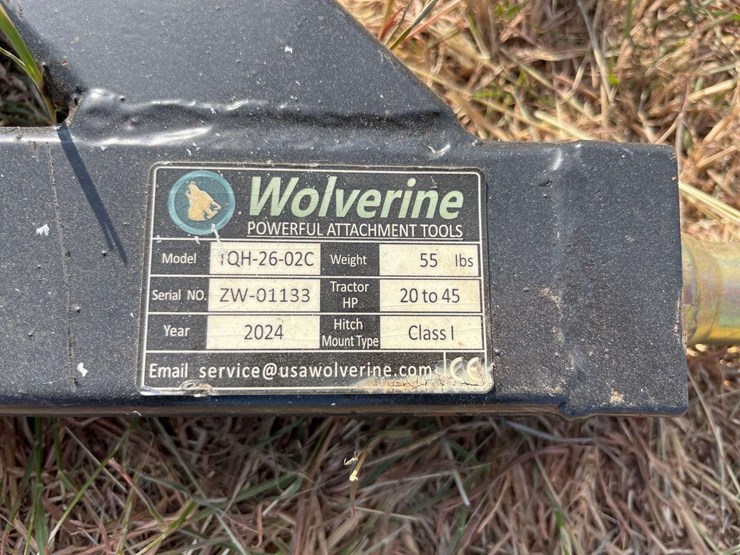 Wolverine
POWERFUL ATTACHMENT TOOLS
Model TQH-26-02C Weight 55 lbs
Serial NO. ZW-01133 Tractor HP 20 to 45
Year 2024 Hitch Mount Type Class I
Email service@usawolverine.com CE